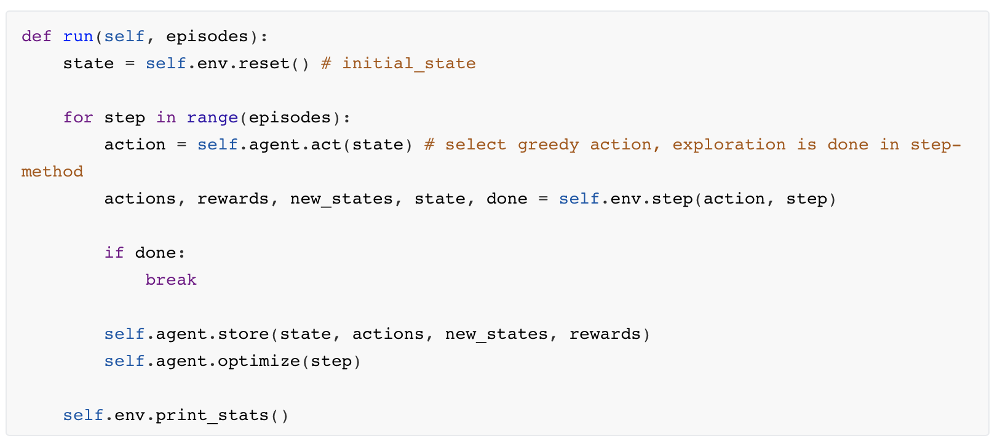 def run(self, episodes):
    state = self.env.reset() # initial_state

    for step in range(episodes):
        action = self.agent.act(state) # select greedy action, exploration is done in step-
method
        actions, rewards, new_states, state, done = self.env.step(action, step)

        if done:
            break

        self.agent.store(state, actions, new_states, rewards)
        self.agent.optimize(step)

    self.env.print_stats()